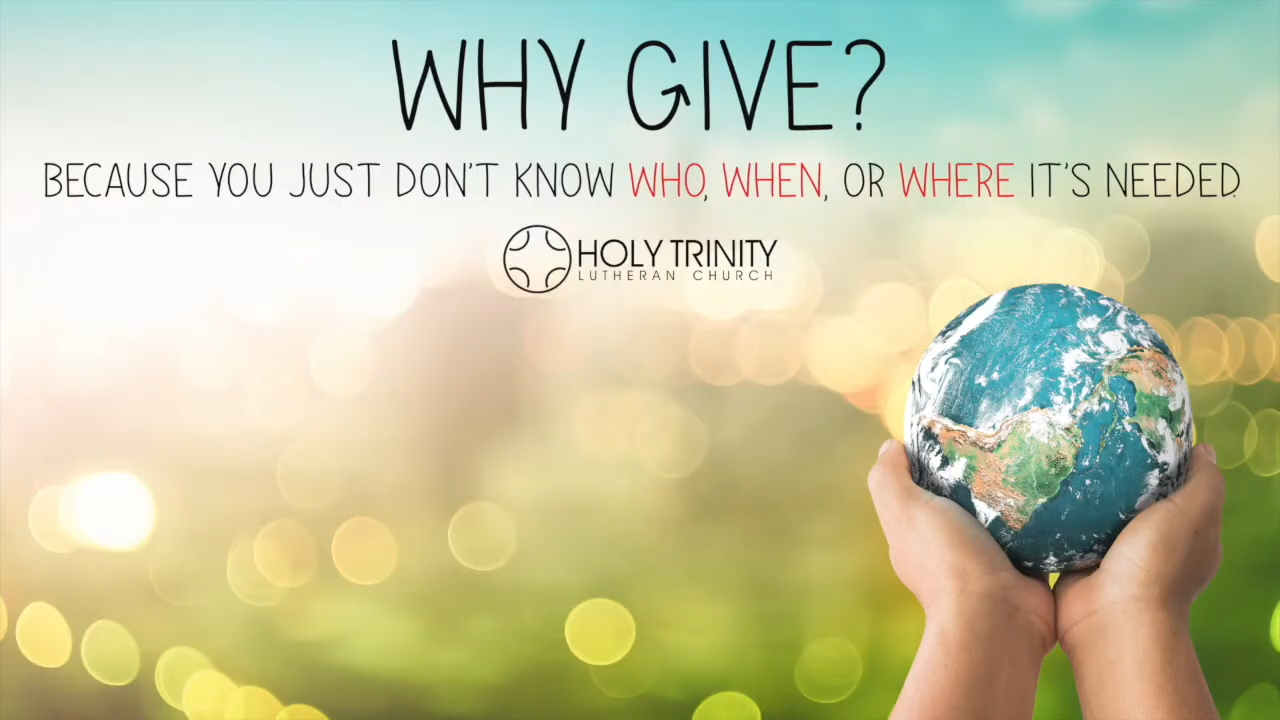 WHY GIVE?
BECAUSE YOU JUST DON'T KNOW WHO, WHEN, OR WHERE IT'S NEEDED.
HOLY TRINITY
LUTHERAN CHURCH